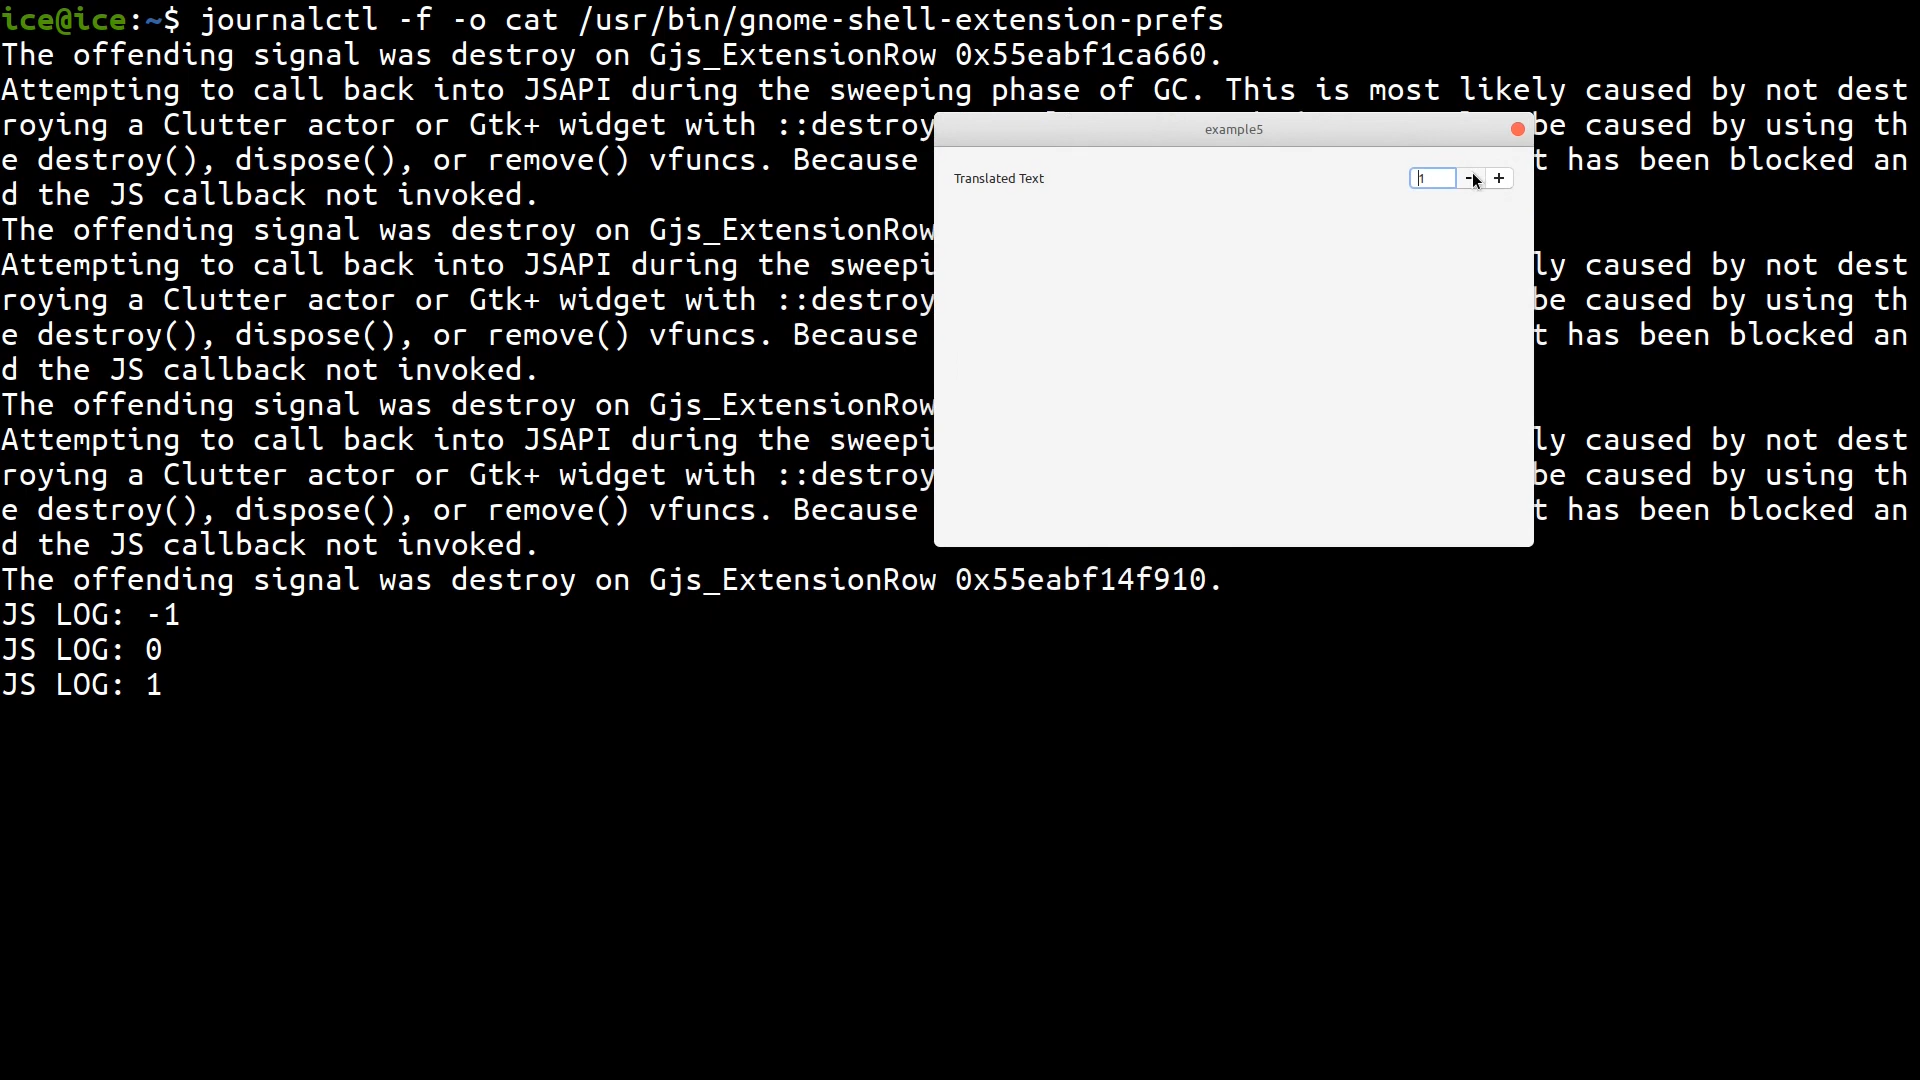 ice@ice:~$ journalctl -f -o cat /usr/bin/gnome-shell-extension-prefs
The offending signal was destroy on Gjs_ExtensionRow 0x55eabf1ca660.
Attempting to call back into JSAPI during the sweeping phase of GC. This is most likely caused by not dest
roying a Clutter actor or Gtk+ widget with ::destroy be caused by using th
e destroy(), dispose(), or remove() vfuncs. Because t has been blocked an
d the JS callback not invoked.
The offending signal was destroy on Gjs_ExtensionRow
Attempting to call back into JSAPI during the sweepi ly caused by not dest
roying a Clutter actor or Gtk+ widget with ::destroy be caused by using th
e destroy(), dispose(), or remove() vfuncs. Because t has been blocked an
d the JS callback not invoked.
The offending signal was destroy on Gjs_ExtensionRow
Attempting to call back into JSAPI during the sweepi ly caused by not dest
roying a Clutter actor or Gtk+ widget with ::destroy be caused by using th
e destroy(), dispose(), or remove() vfuncs. Because t has been blocked an
d the JS callback not invoked.
The offending signal was destroy on Gjs_ExtensionRow 0x55eabf14f910.
JS LOG: -1
JS LOG: 0
JS LOG: 1
example5
Translated Text 1 - +